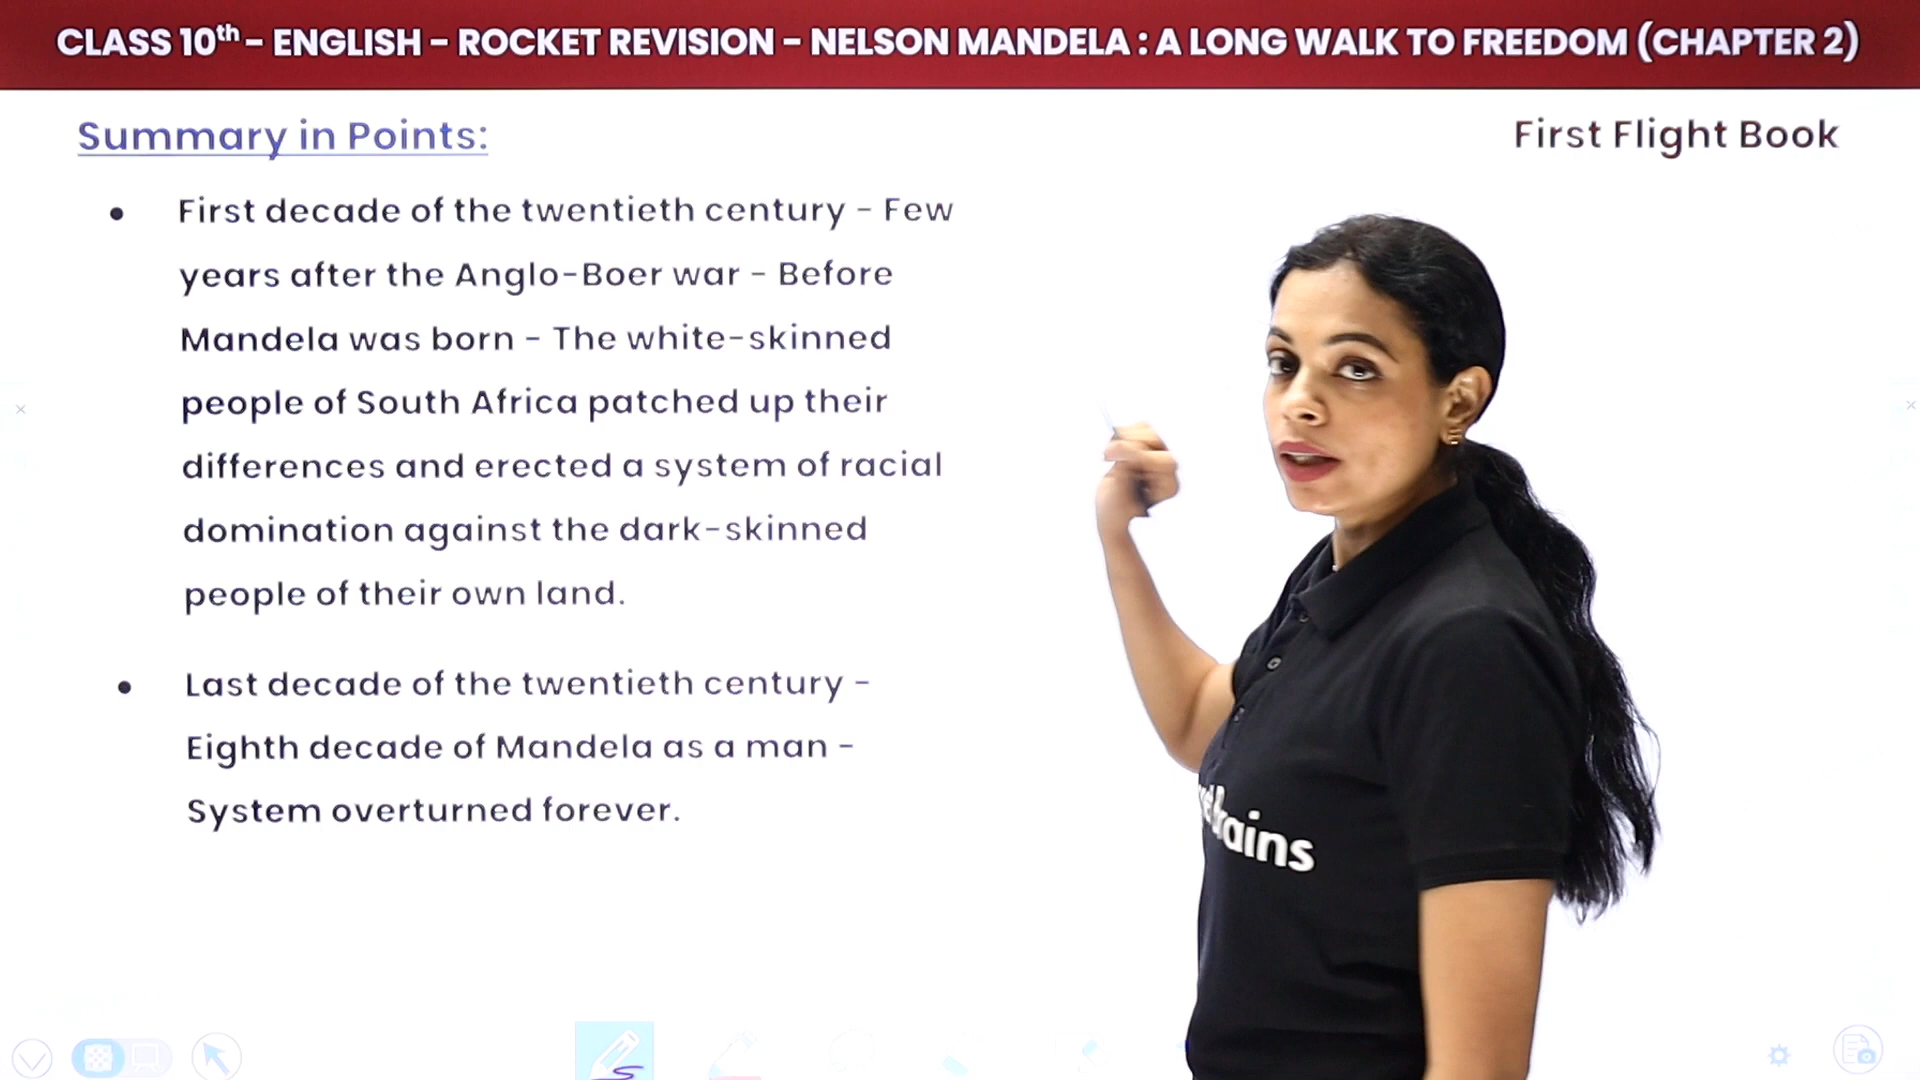 CLASS 10th - ENGLISH - ROCKET REVISION - NELSON MANDELA : A LONG WALK TO FREEDOM (CHAPTER 2)
Summary in Points:
First Flight Book
• First decade of the twentieth century - Few
years after the Anglo-Boer war - Before
Mandela was born - The white-skinned
people of South Africa patched up their
differences and erected a system of racial
domination against the dark-skinned
people of their own land.
• Last decade of the twentieth century -
Eighth decade of Mandela as a man -
System overturned forever.